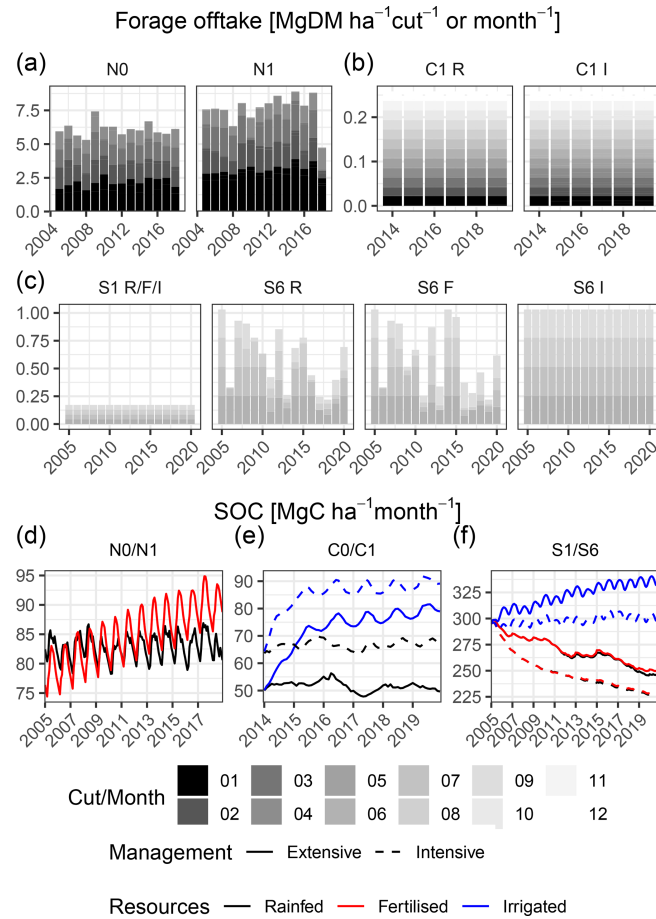 Forage offtake [MgDM ha⁻¹cut⁻¹ or month⁻¹]
(a) N0 N1 (b) C1 R C1 I
7.5
5.0
2.5
0.0
0.2
0.1
0.0
2004 2008 2012 2016 2004 2008 2012 2016 2014 2016 2018 2014 2016 2018
(c) S1 R/F/I S6 R S6 F S6 I
1.00
0.75
0.50
0.25
0.00
2005 2010 2015 2020 2005 2010 2015 2020 2005 2010 2015 2020 2005 2010 2015 2020
SOC [MgC ha⁻¹month⁻¹]
(d) N0/N1 (e) C0/C1 (f) S1/S6
95
90
85
80
75
90
80
70
60
50
325
300
275
250
225
2005 2007 2009 2011 2013 2015 2017 2014 2015 2016 2017 2018 2019 2005 2007 2009 2011 2013 2015 2017 2019
Cut/Month
01 03 05 07 09 11
02 04 06 08 10 12
Management Extensive Intensive
Resources Rainfed Fertilised Irrigated